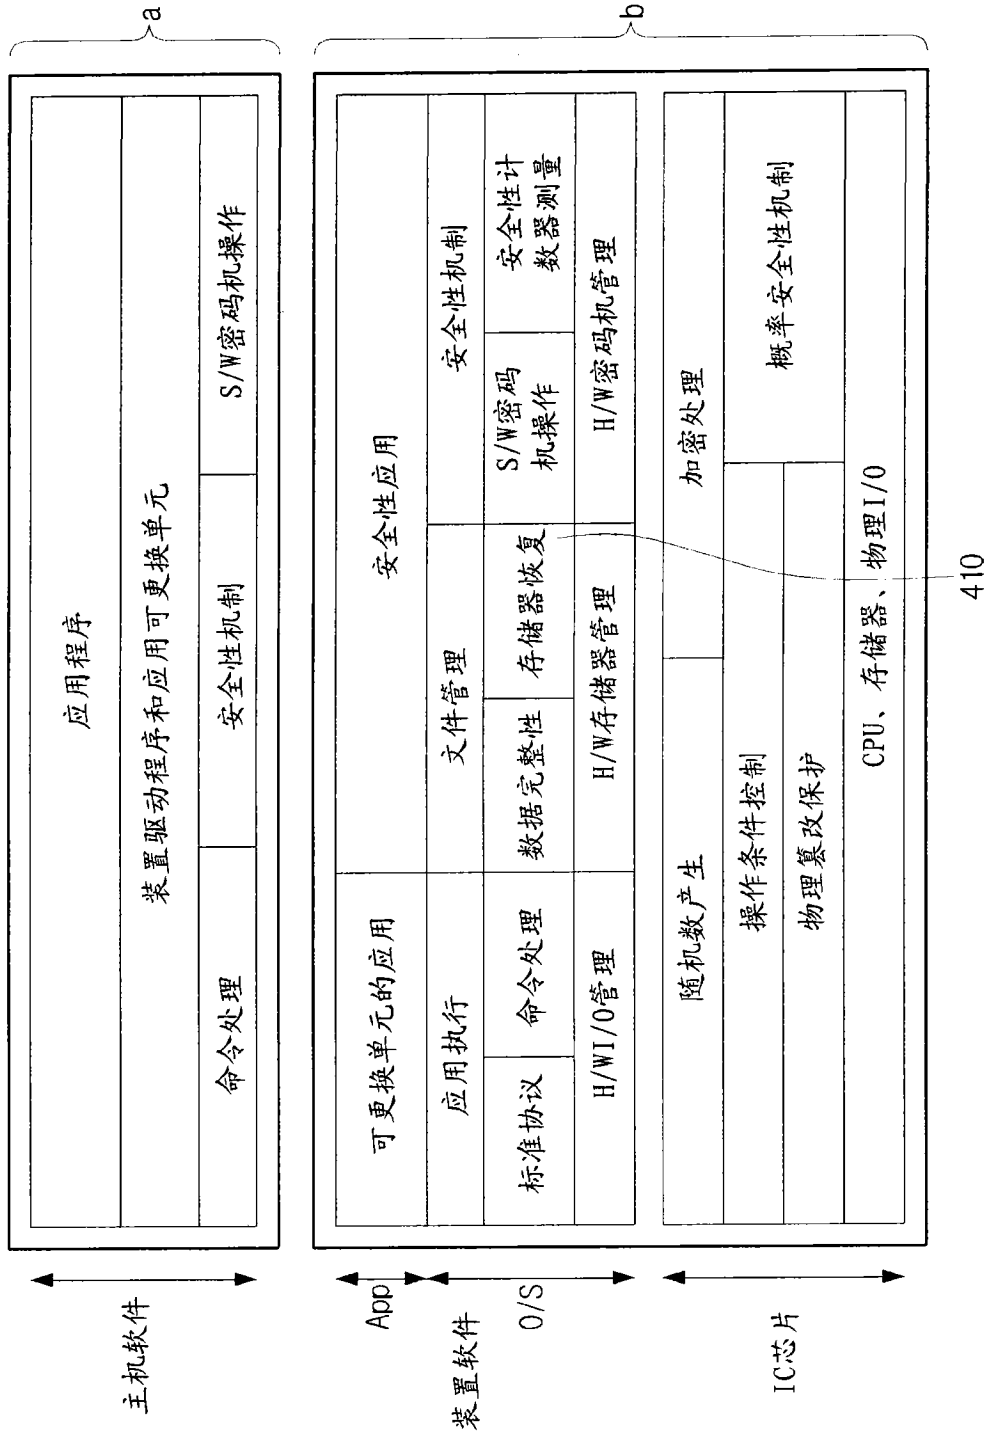 主机软件
应用程序
装置驱动程序和应用可更换单元
命令处理
安全性机制
S/W密码机操作
a
装置软件
App
O/S
可更换单元的应用
安全性应用
应用执行
文件管理
安全性机制
标准协议
命令处理
数据完整性
存储器恢复
S/W密码
机操作
安全性计
数器测量
H/WI/O管理
H/W存储器管理
H/W密码机管理
IC芯片
随机数产生
加密处理
操作条件控制
物理篡改保护
概率安全性机制
CPU、存储器、物理I/O
b
410